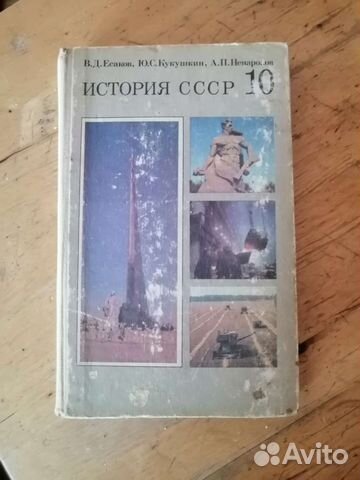 В.Д.Есаков, Ю.С.Кукушкин, А.П.Ненароков
ИСТОРИЯ СССР 10
Avito